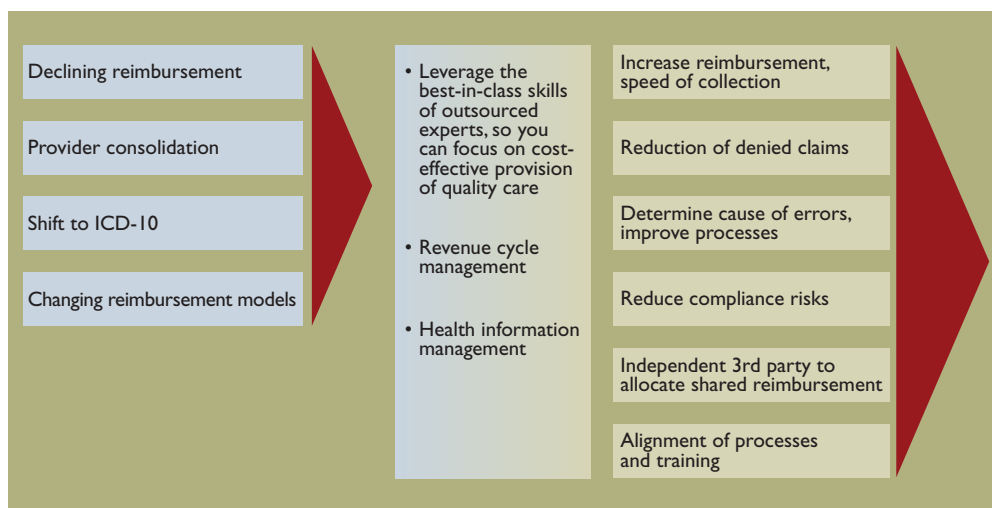 Declining reimbursement
Provider consolidation
Shift to ICD-10
Changing reimbursement models
• Leverage the
best-in-class skills
of outsourced
experts, so you
can focus on cost-
effective provision
of quality care
• Revenue cycle
management
• Health information
management
Increase reimbursement,
speed of collection
Reduction of denied claims
Determine cause of errors,
improve processes
Reduce compliance risks
Independent 3rd party to
allocate shared reimbursement
Alignment of processes
and training